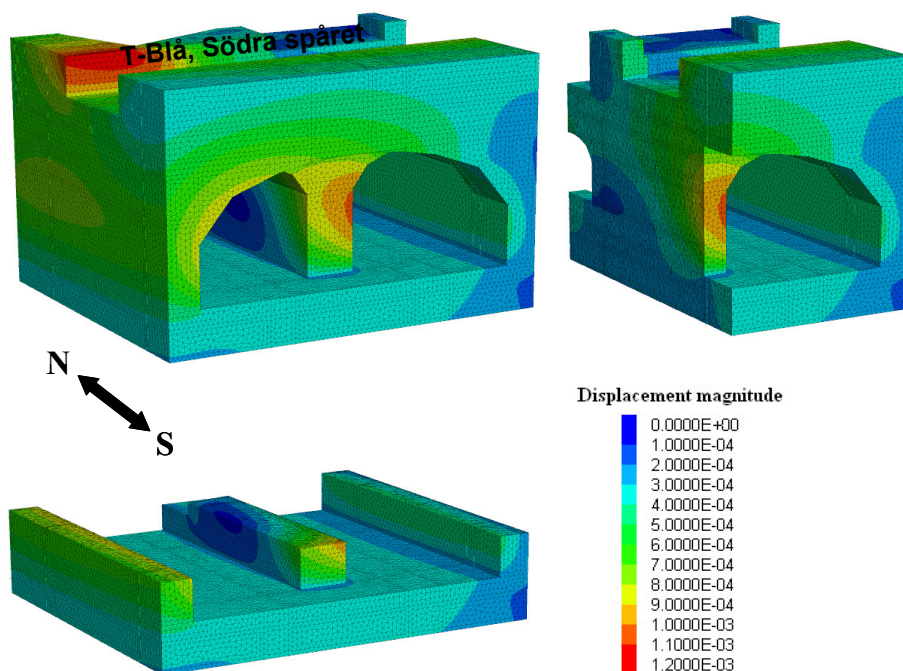 T-Blå, Södra spåret
N
S
Displacement magnitude
0.0000E+00
1.0000E-04
2.0000E-04
3.0000E-04
4.0000E-04
5.0000E-04
6.0000E-04
7.0000E-04
8.0000E-04
9.0000E-04
1.0000E-03
1.1000E-03
1.2000E-03